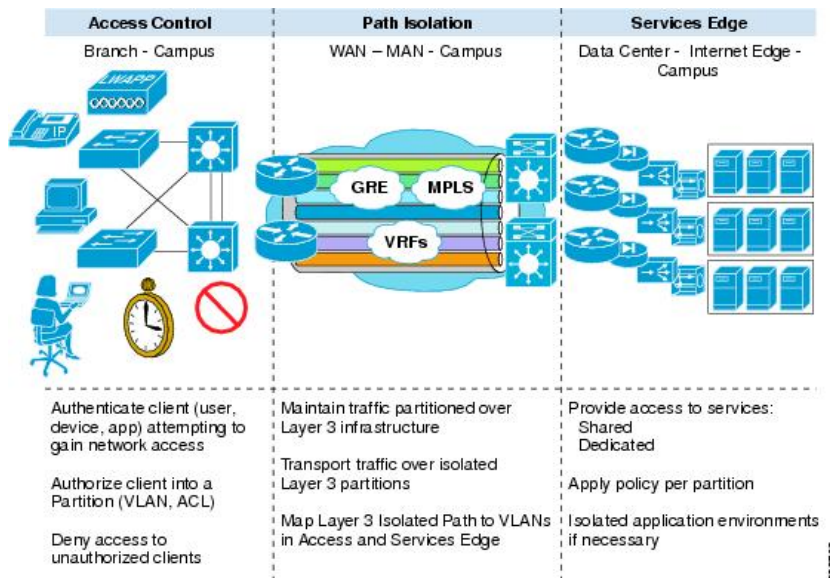 Access Control
Path Isolation
Services Edge
Branch - Campus
WAN – MAN - Campus
Data Center - Internet Edge -
Campus
LWAPP
IP
GRE
MPLS
VRFs
Authenticate client (user,
device, app) attempting to
gain network access
Authorize client into a
Partition (VLAN, ACL)
Deny access to
unauthorized clients
Maintain traffic partitioned over
Layer 3 infrastructure
Transport traffic over isolated
Layer 3 partitions
Map Layer 3 Isolated Path to VLANs
in Access and Services Edge
Provide access to services:
Shared
Dedicated
Apply policy per partition
Isolated application environments
if necessary